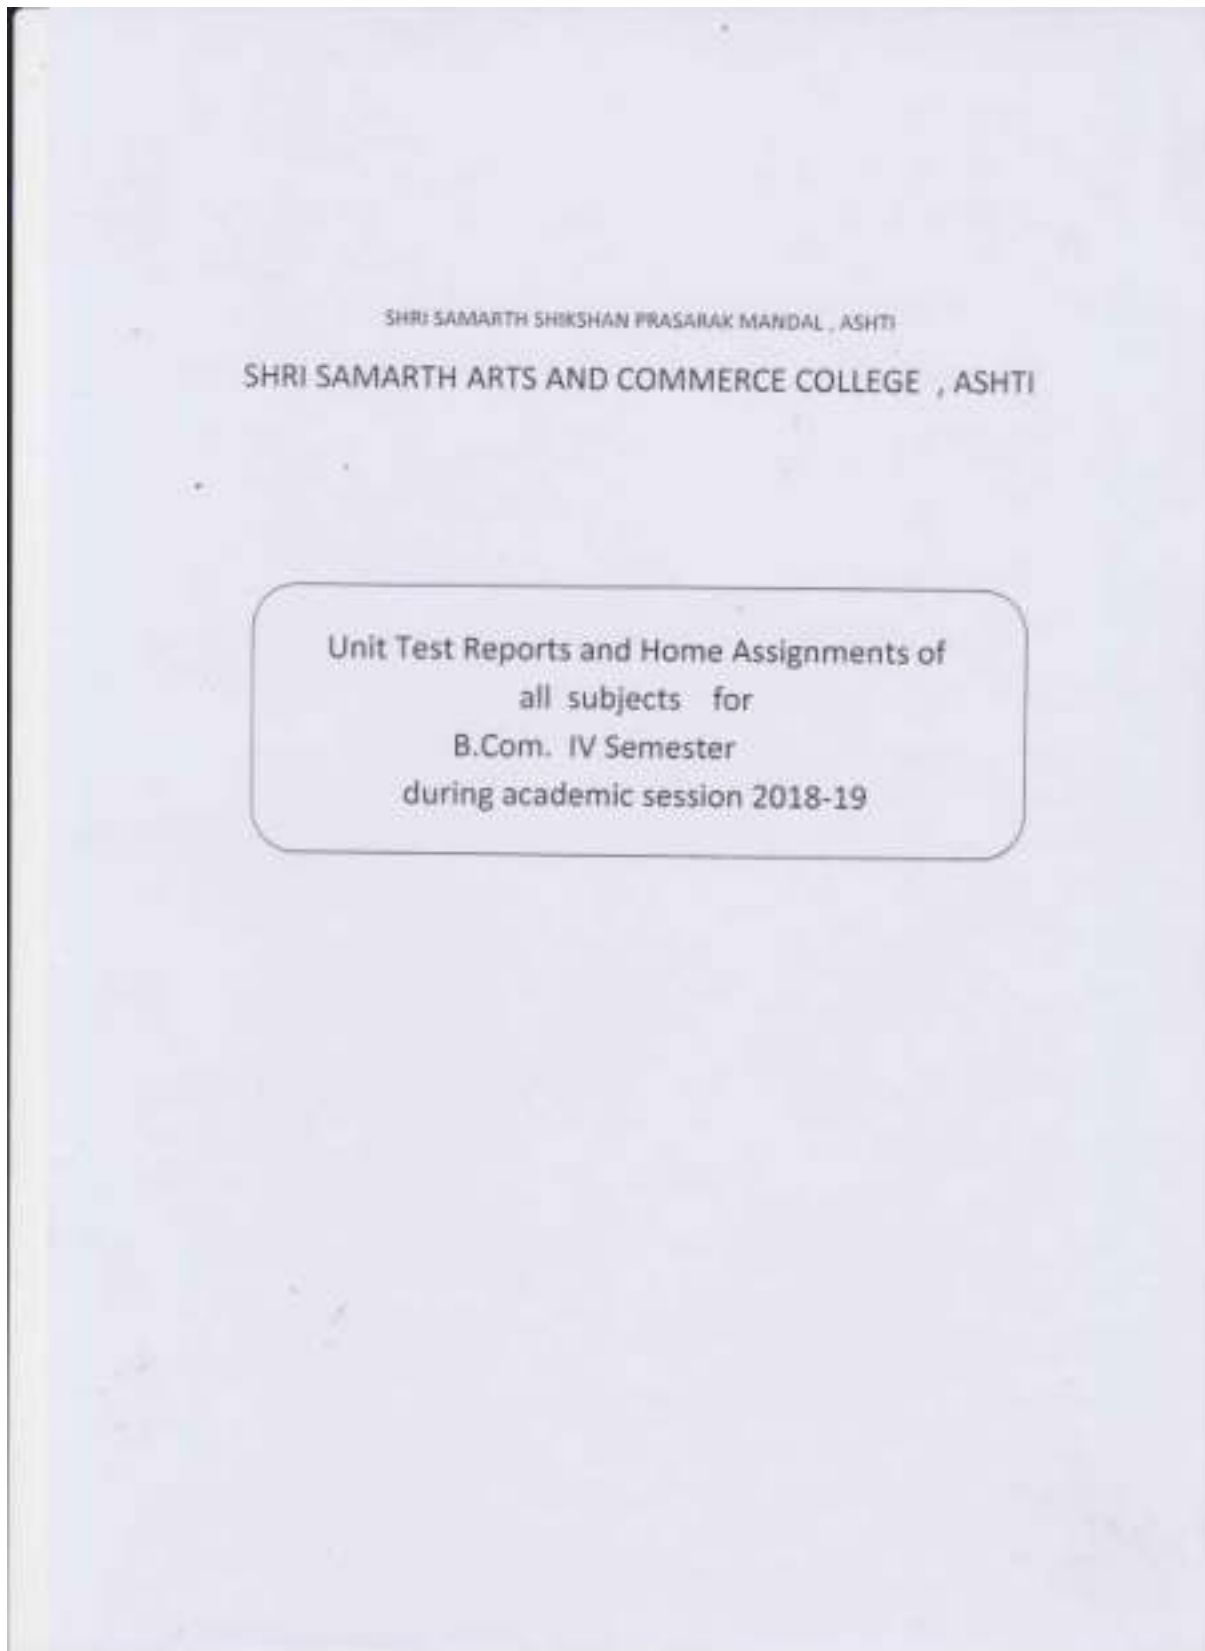 SHRI SAMARTH SHIKSHAN PRASARAK MANDAL , ASHTI
SHRI SAMARTH ARTS AND COMMERCE COLLEGE , ASHTI
Unit Test Reports and Home Assignments of
all subjects for
B.Com. IV Semester
during academic session 2018-19